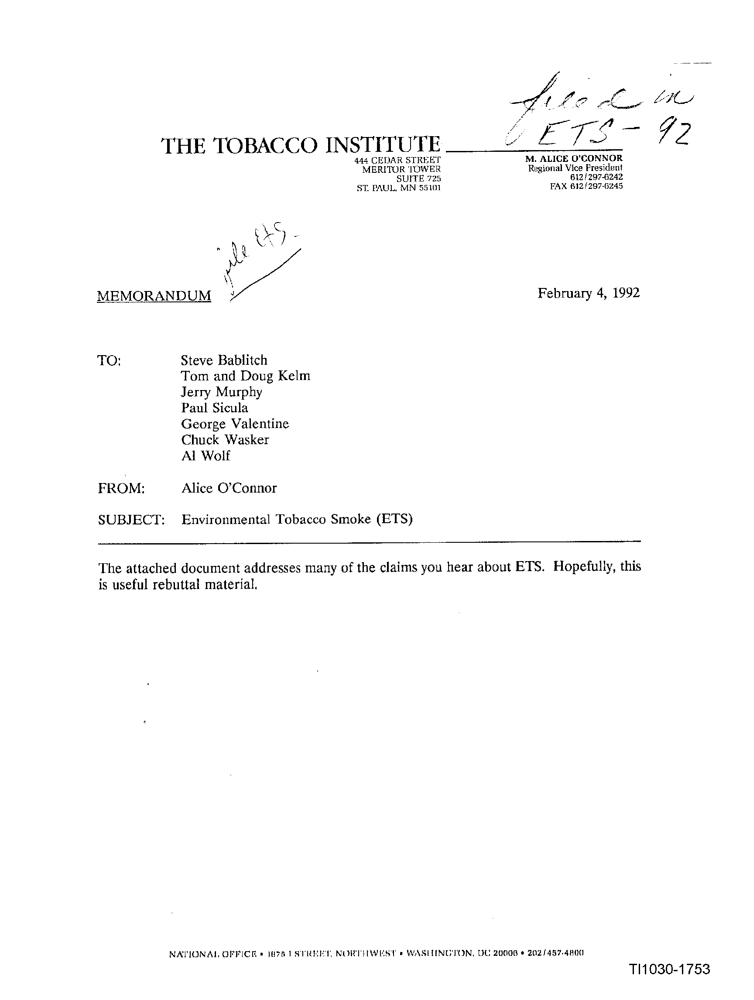 filed in
ETS - 92
THE TOBACCO INSTITUTE
444 CEDAR STREET
MERITOR TOWER
SUITE 725
ST. PAUL, MN 55101
M. ALICE O'CONNOR
Regional Vice President
612/297-6242
FAX 612/297-6245
file ETS -
MEMORANDUM
February 4, 1992
TO: Steve Bablitch
Tom and Doug Kelm
Jerry Murphy
Paul Sicula
George Valentine
Chuck Wasker
Al Wolf
FROM: Alice O'Connor
SUBJECT: Environmental Tobacco Smoke (ETS)
The attached document addresses many of the claims you hear about ETS. Hopefully, this
is useful rebuttal material.
NATIONAL OFFICE • 1875 I STREET, NORTHWEST • WASHINGTON, DC 20006 • 202/457-4800
TI1030-1753